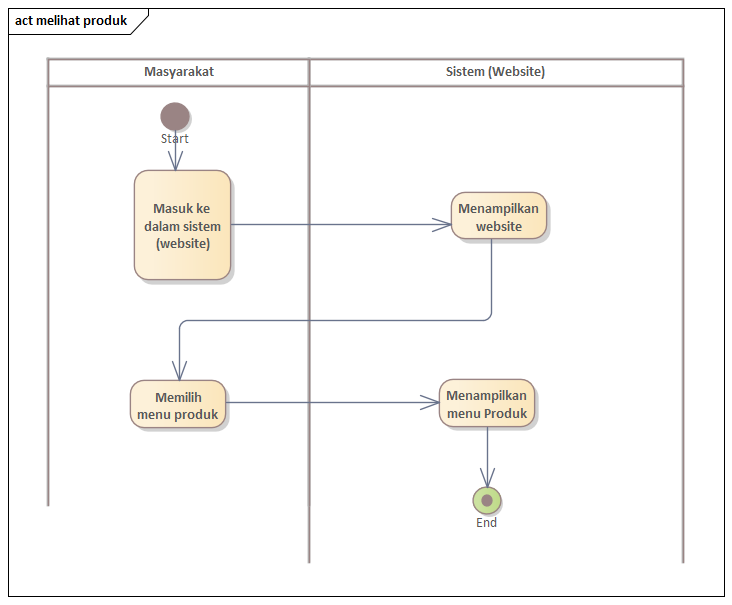 act melihat produk
Masyarakat
Sistem (Website)
Start
Masuk ke
dalam sistem
(website)
Menampilkan
website
Memilih
menu produk
Menampilkan
menu Produk
End